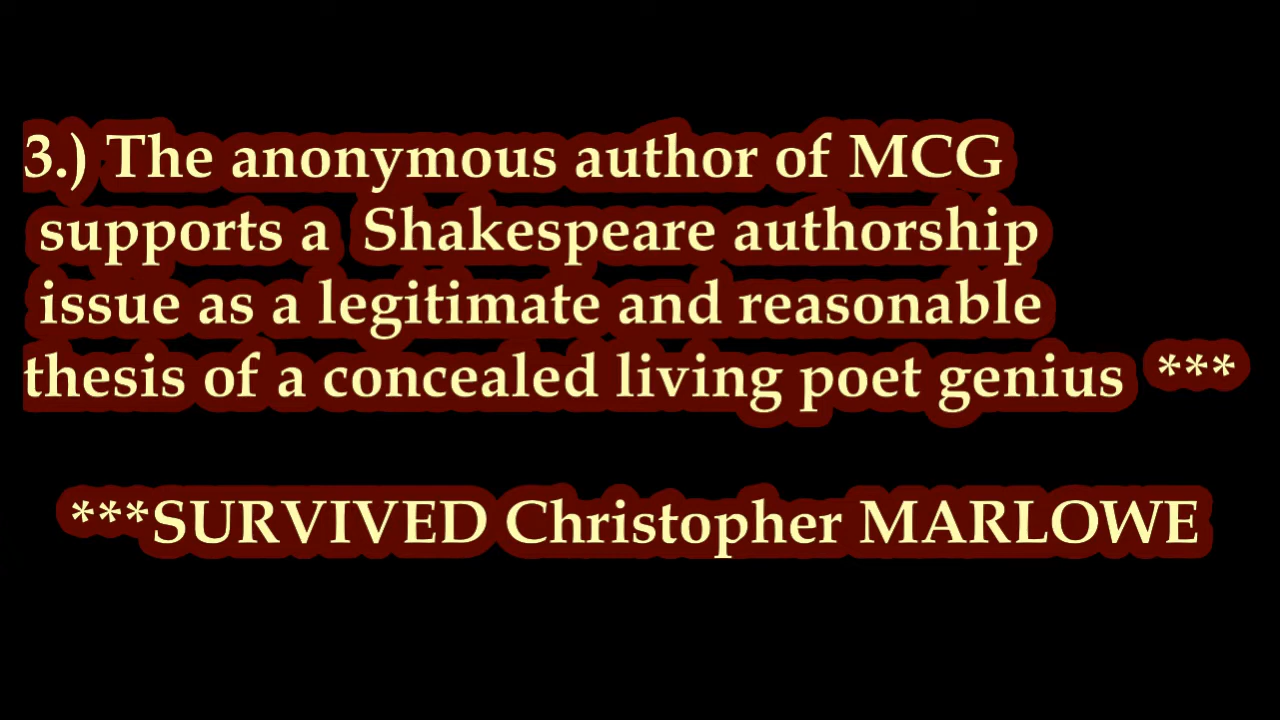 3.) The anonymous author of MCG
supports a Shakespeare authorship
issue as a legitimate and reasonable
thesis of a concealed living poet genius ***
***SURVIVED Christopher MARLOWE